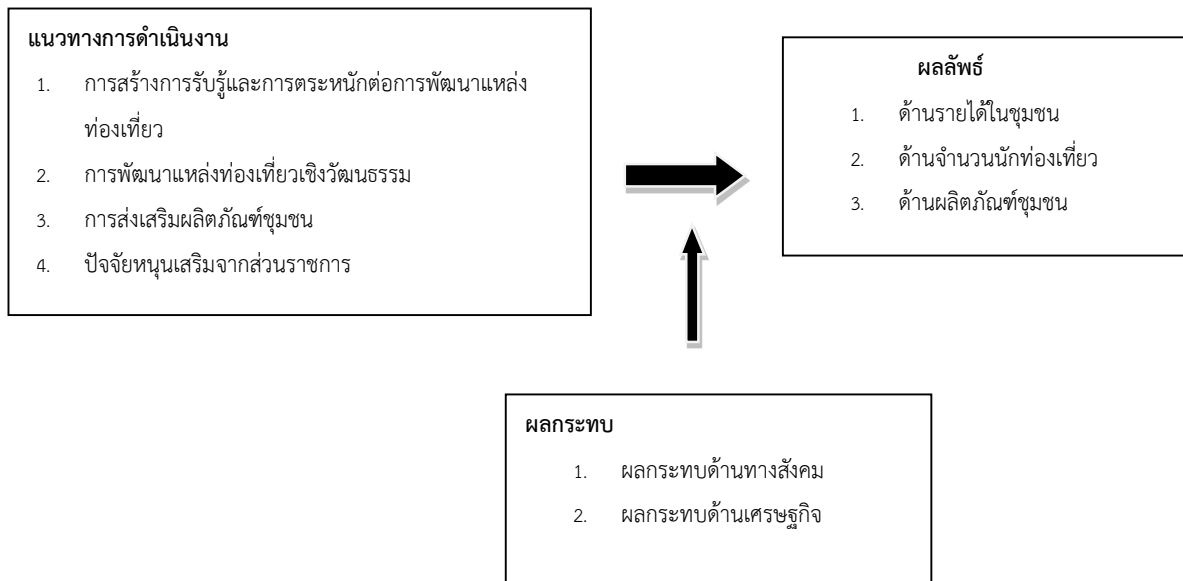 แนวทางการดำเนินงาน
1. การสร้างการรับรู้และการตระหนักต่อการพัฒนาแหล่ง
ท่องเที่ยว
2. การพัฒนาแหล่งท่องเที่ยวเชิงวัฒนธรรม
3. การส่งเสริมผลิตภัณฑ์ชุมชน
4. ปัจจัยหนุนเสริมจากส่วนราชการ
ผลลัพธ์
1. ด้านรายได้ในชุมชน
2. ด้านจำนวนนักท่องเที่ยว
3. ด้านผลิตภัณฑ์ชุมชน
ผลกระทบ
1. ผลกระทบด้านทางสังคม
2. ผลกระทบด้านเศรษฐกิจ